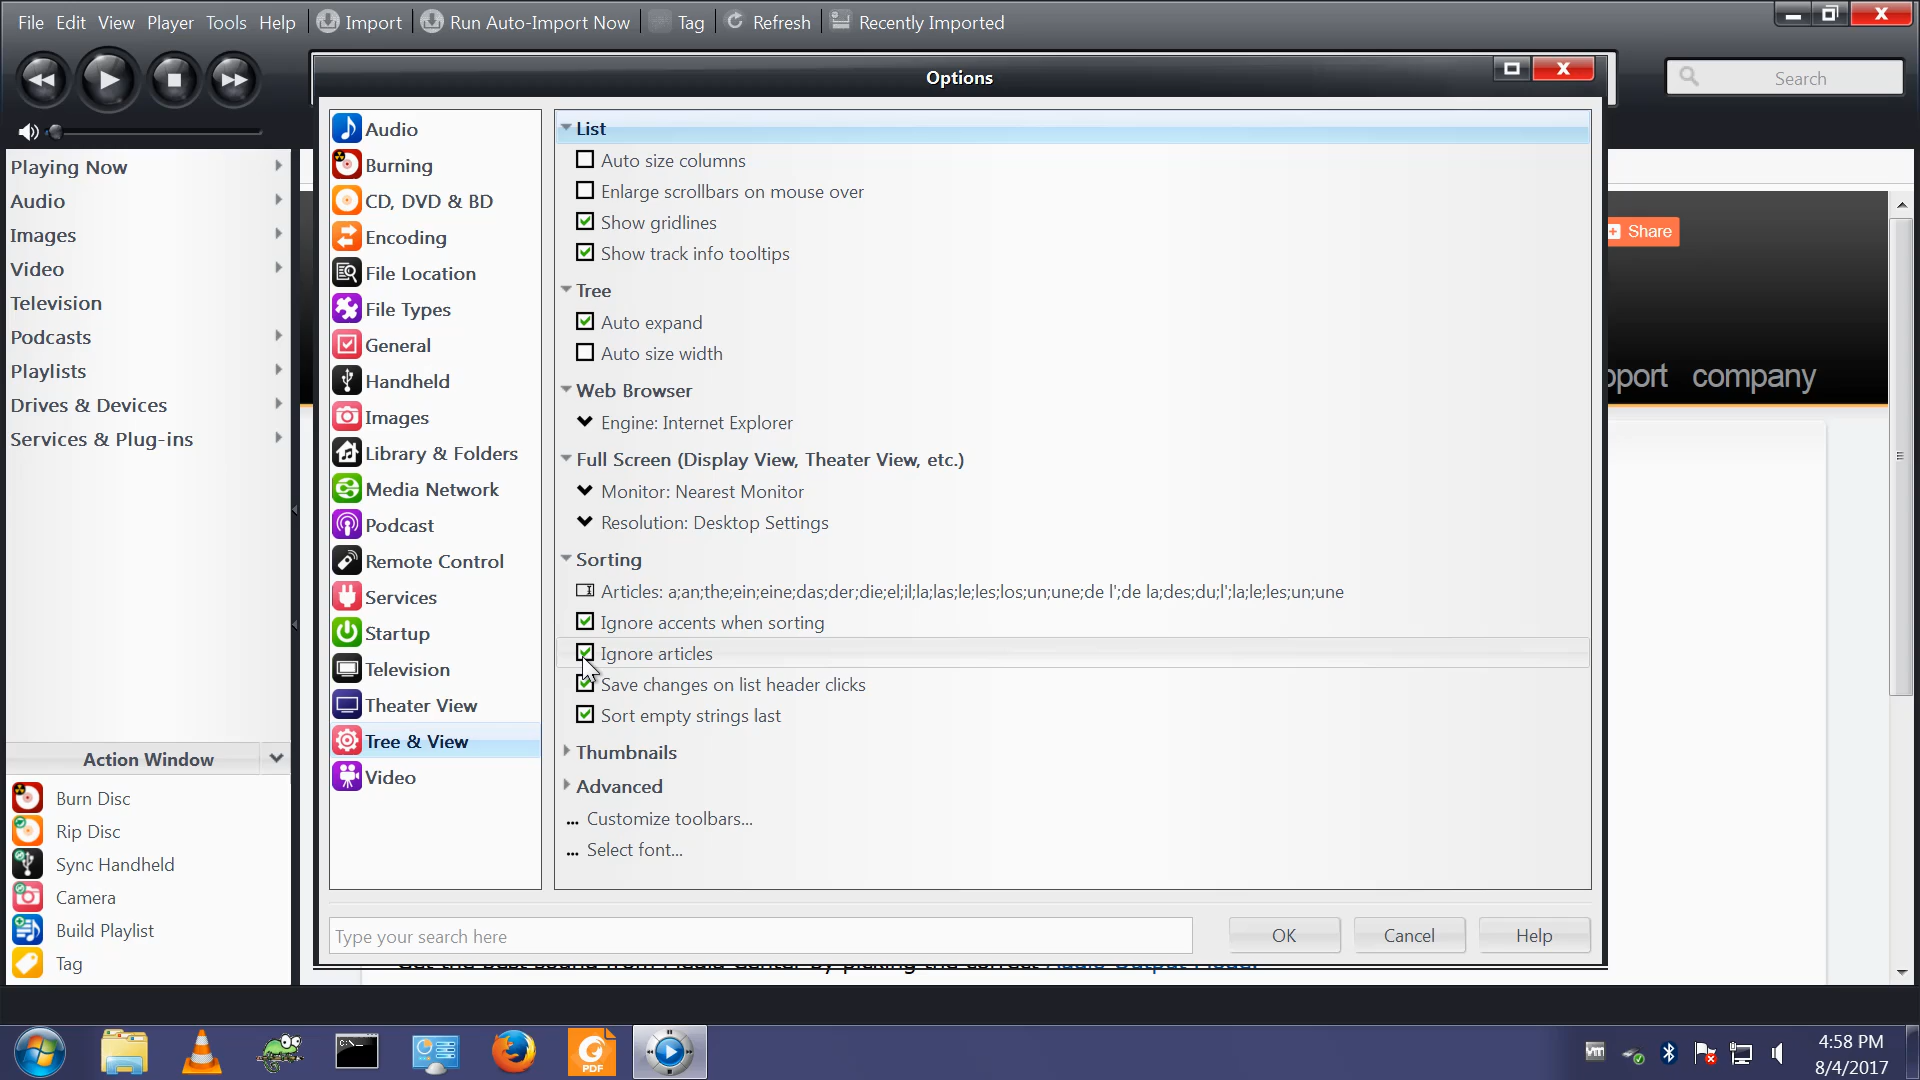 File Edit View Player Tools Help Import Run Auto-Import Now Tag Refresh Recently Imported
Options
Search
Playing Now
Audio
Images
Video
Television
Podcasts
Playlists
Drives & Devices
Services & Plug-ins
Action Window
Burn Disc
Rip Disc
Sync Handheld
Camera
Build Playlist
Tag
Audio
Burning
CD, DVD & BD
Encoding
File Location
File Types
General
Handheld
Images
Library & Folders
Media Network
Podcast
Remote Control
Services
Startup
Television
Theater View
Tree & View
Video
List
Auto size columns
Enlarge scrollbars on mouse over
Show gridlines
Show track info tooltips
Tree
Auto expand
Auto size width
Web Browser
Engine: Internet Explorer
Full Screen (Display View, Theater View, etc.)
Monitor: Nearest Monitor
Resolution: Desktop Settings
Sorting
Articles: a;an;the;ein;eine;das;der;die;el;il;la;las;le;les;los;un;une;de l';de la;des;du;l';la;le;les;un;une
Ignore accents when sorting
Ignore articles
Save changes on list header clicks
Sort empty strings last
Thumbnails
Advanced
... Customize toolbars...
... Select font...
Type your search here
OK Cancel Help
Share
pport company
PDF
4:58 PM
8/4/2017